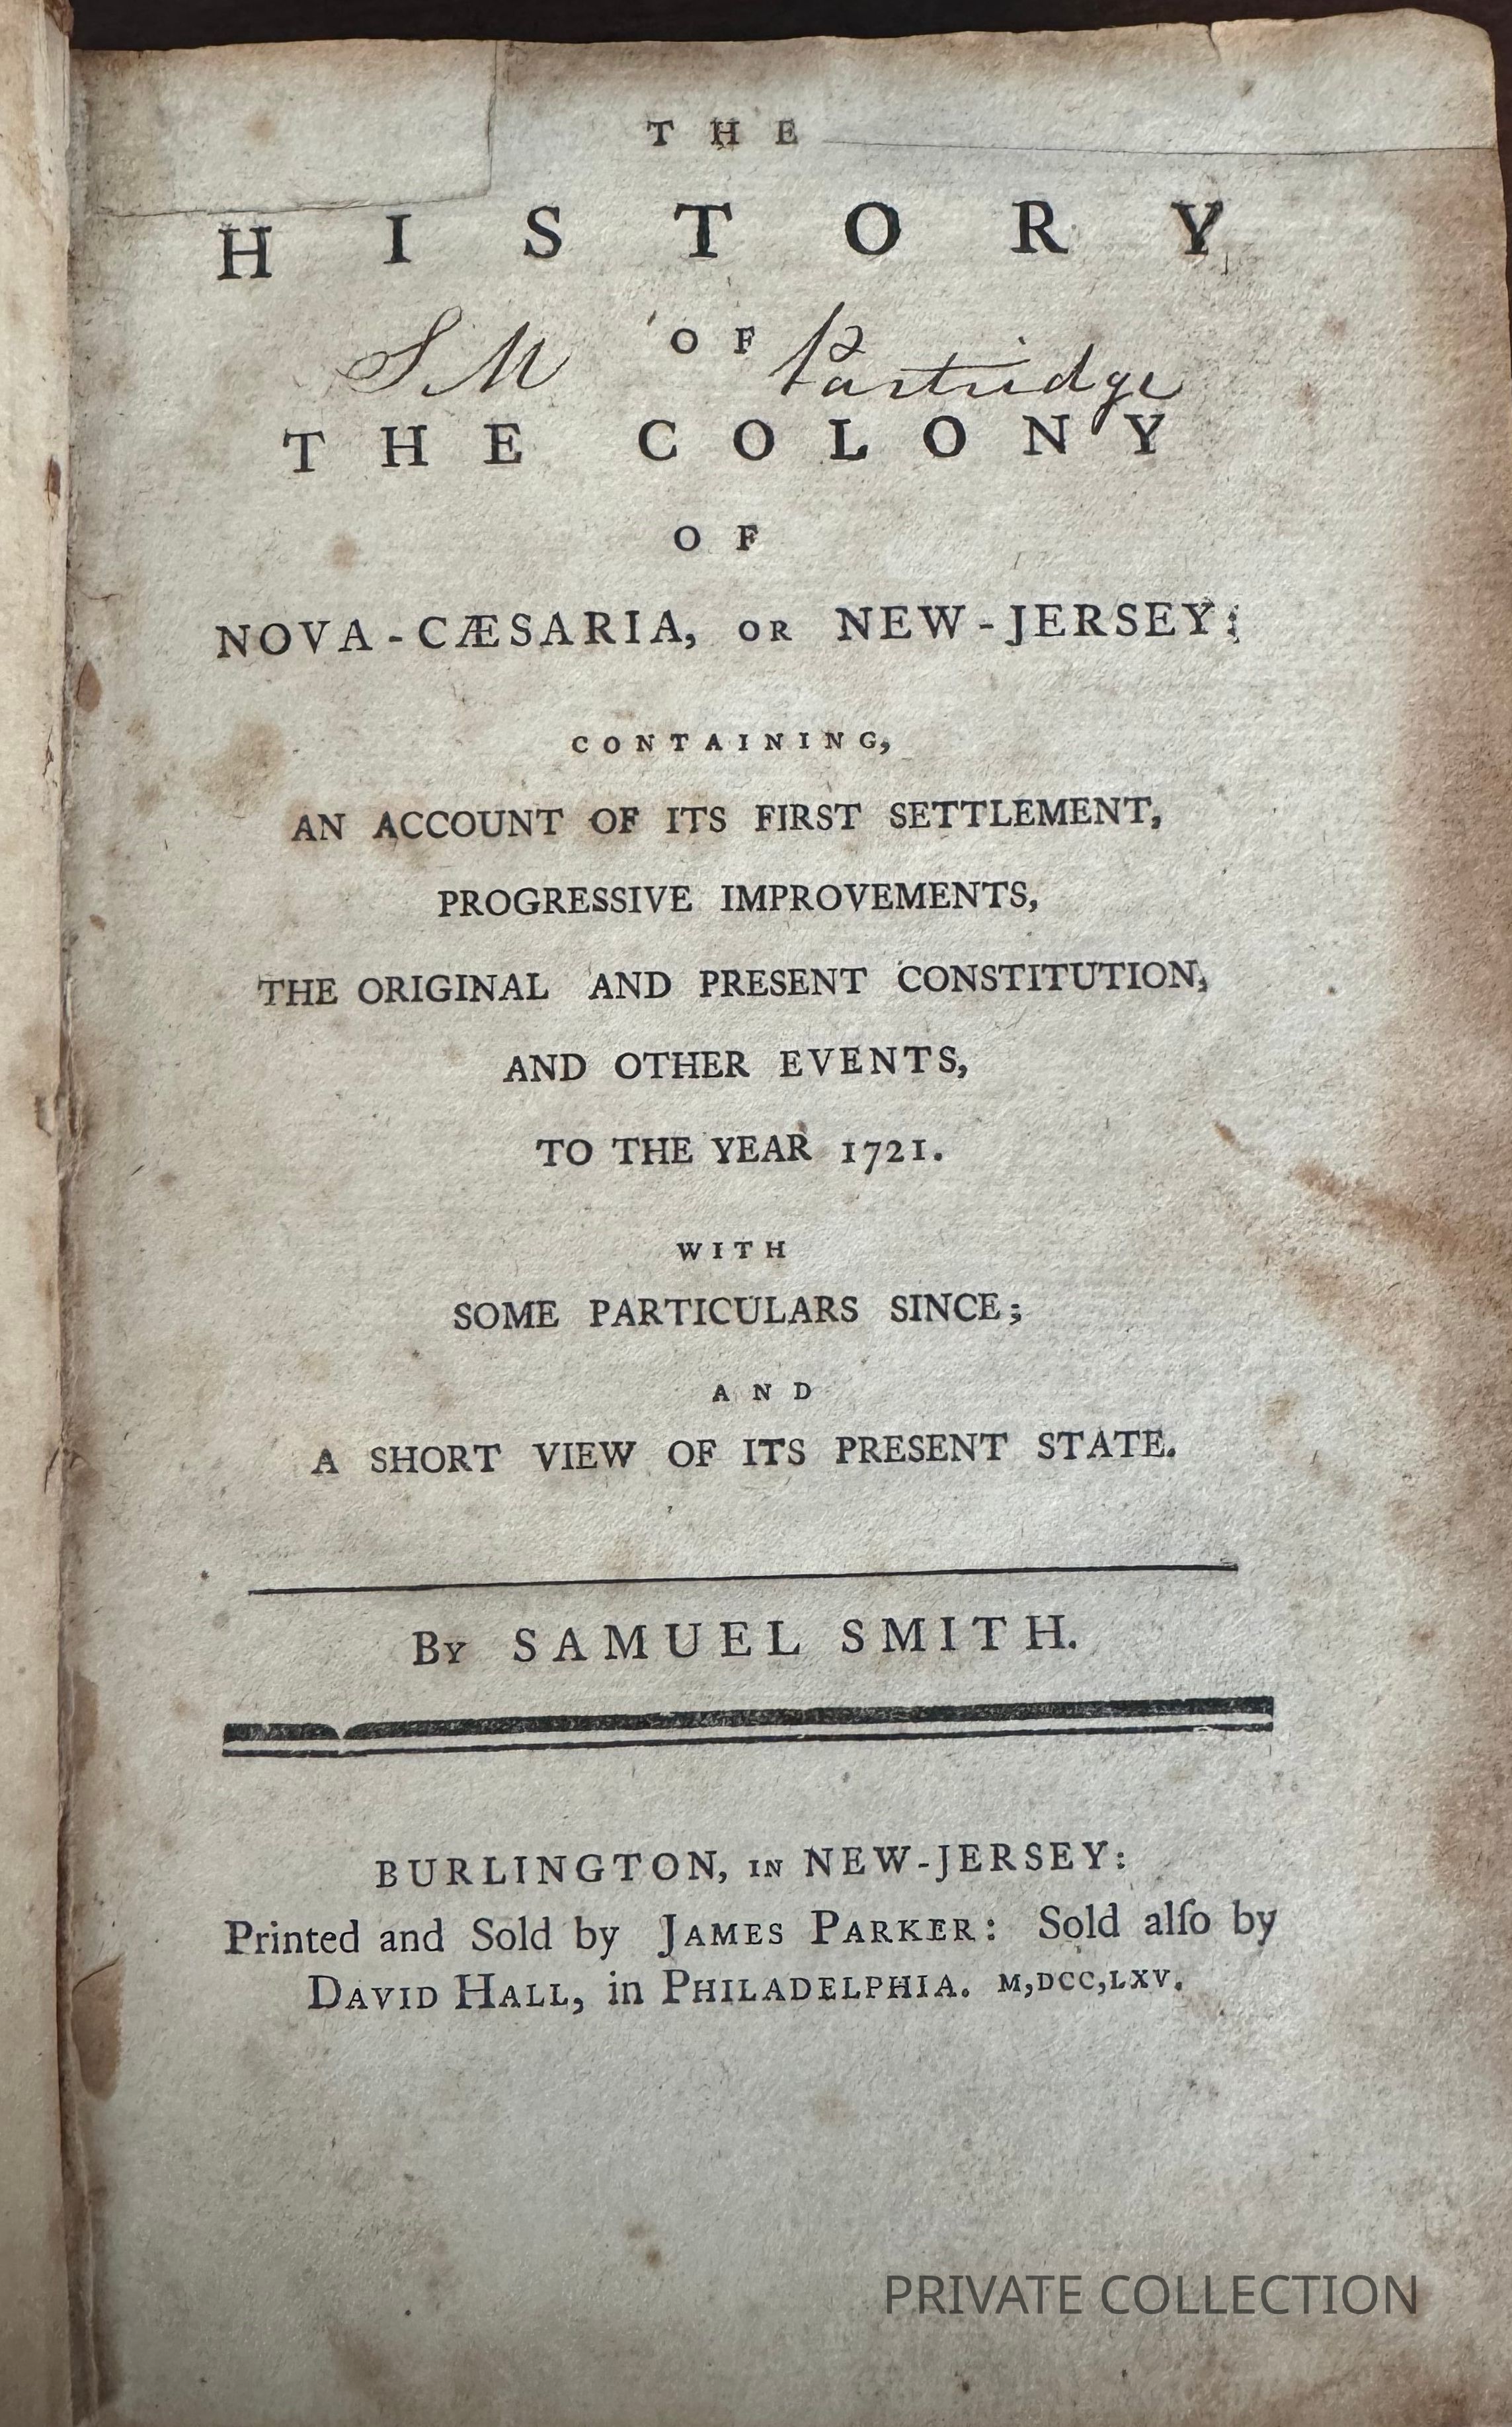 THE
HISTORY
OF
S M Partridge
THE COLONY
OF
NOVA-CÆSARIA, OR NEW-JERSEY:
CONTAINING,
AN ACCOUNT OF ITS FIRST SETTLEMENT,
PROGRESSIVE IMPROVEMENTS,
THE ORIGINAL AND PRESENT CONSTITUTION,
AND OTHER EVENTS,
TO THE YEAR 1721.
WITH
SOME PARTICULARS SINCE;
AND
A SHORT VIEW OF ITS PRESENT STATE.
By SAMUEL SMITH.
BURLINGTON, IN NEW-JERSEY:
Printed and Sold by JAMES PARKER: Sold alſo by
DAVID HALL, in PHILADELPHIA. M,DCC,LXV.
PRIVATE COLLECTION